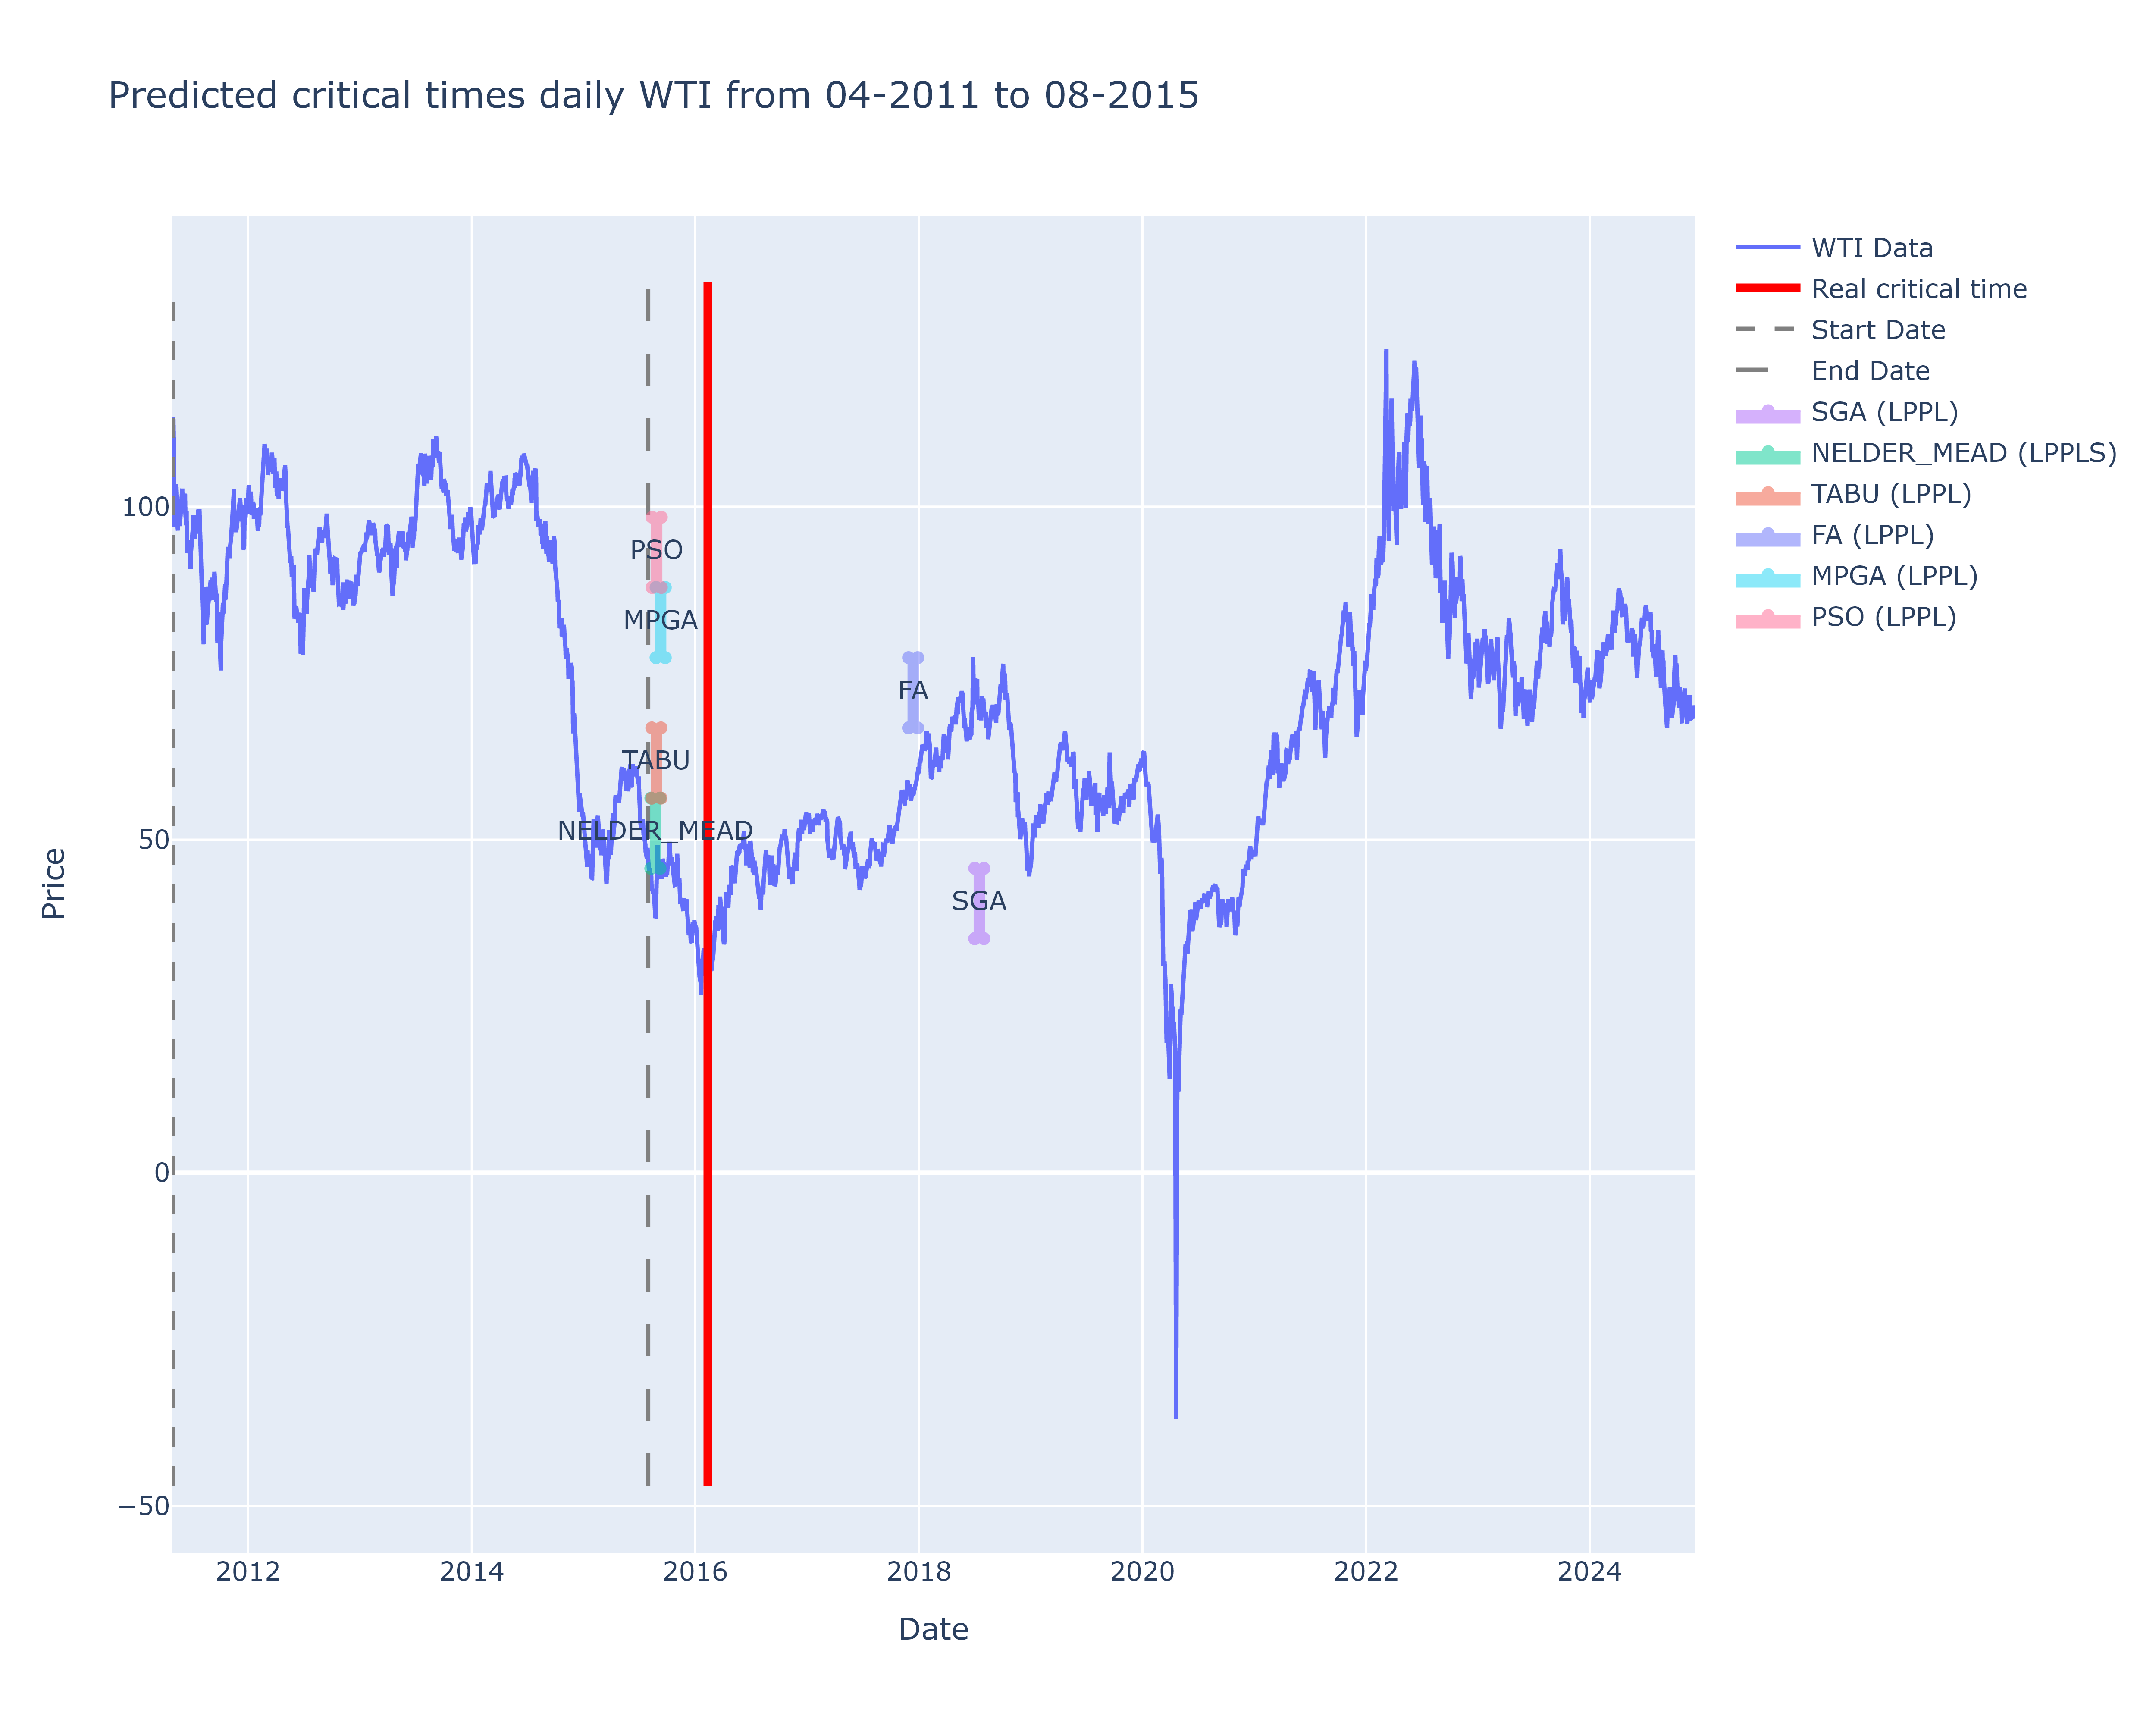 Predicted critical times daily WTI from 04-2011 to 08-2015
WTI Data
Real critical time
Start Date
End Date
SGA (LPPL)
NELDER_MEAD (LPPLS)
TABU (LPPL)
FA (LPPL)
MPGA (LPPL)
PSO (LPPL)
100
50
0
−50
Price
PSO
MPGA
FA
TABU
NELDER_MEAD
SGA
2012
2014
2016
2018
2020
2022
2024
Date